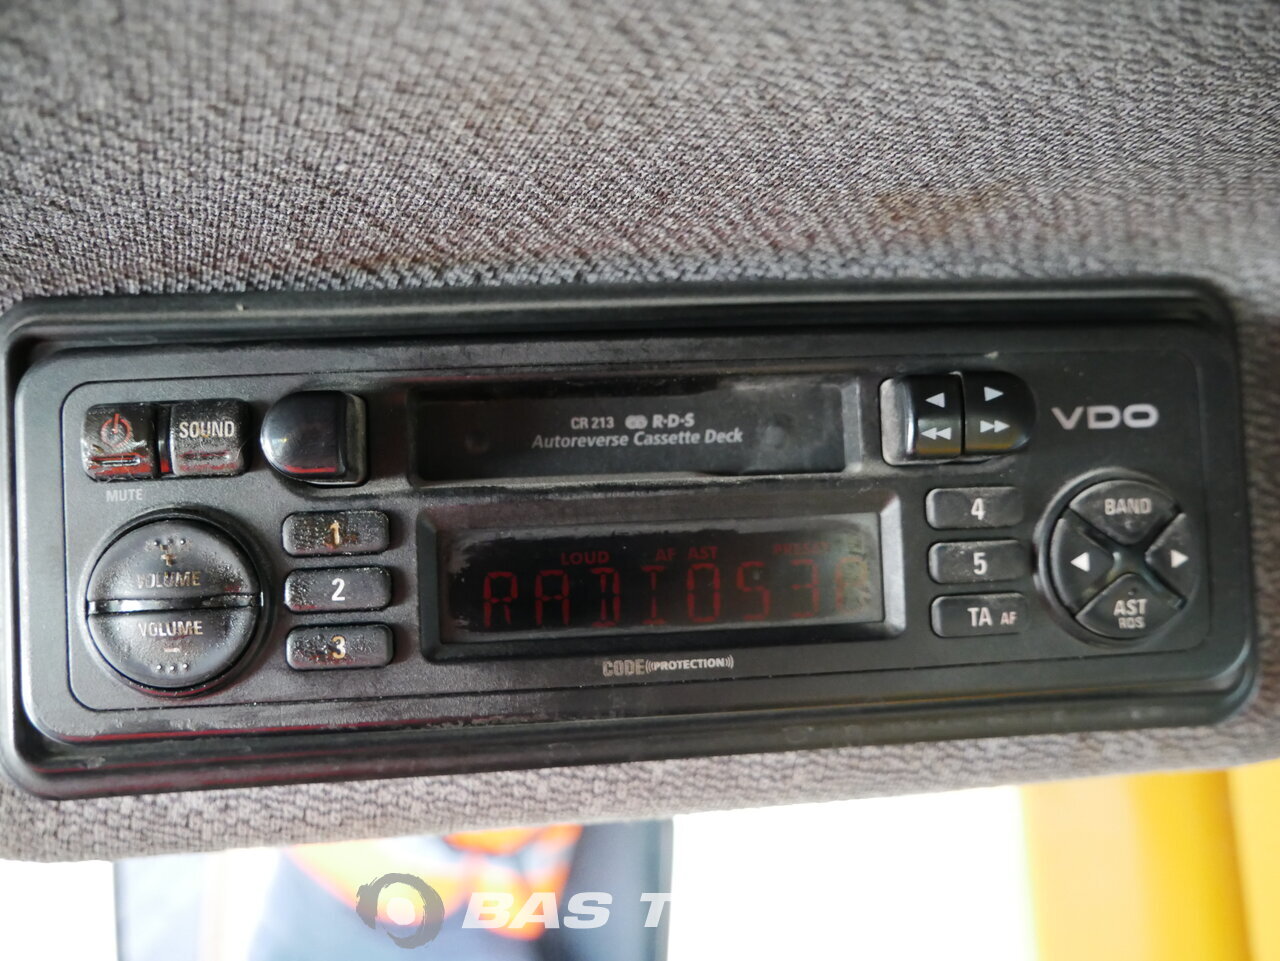 CR 213 R·D·S
Autoreverse Cassette Deck
VDO
SOUND
MUTE
LOUD AF AST PRESET
RADIO53
+
VOLUME
VOLUME
1
2
3
4
5
TA AF
BAND
AST
RDS
CODE((PROTECTION))
BAS T